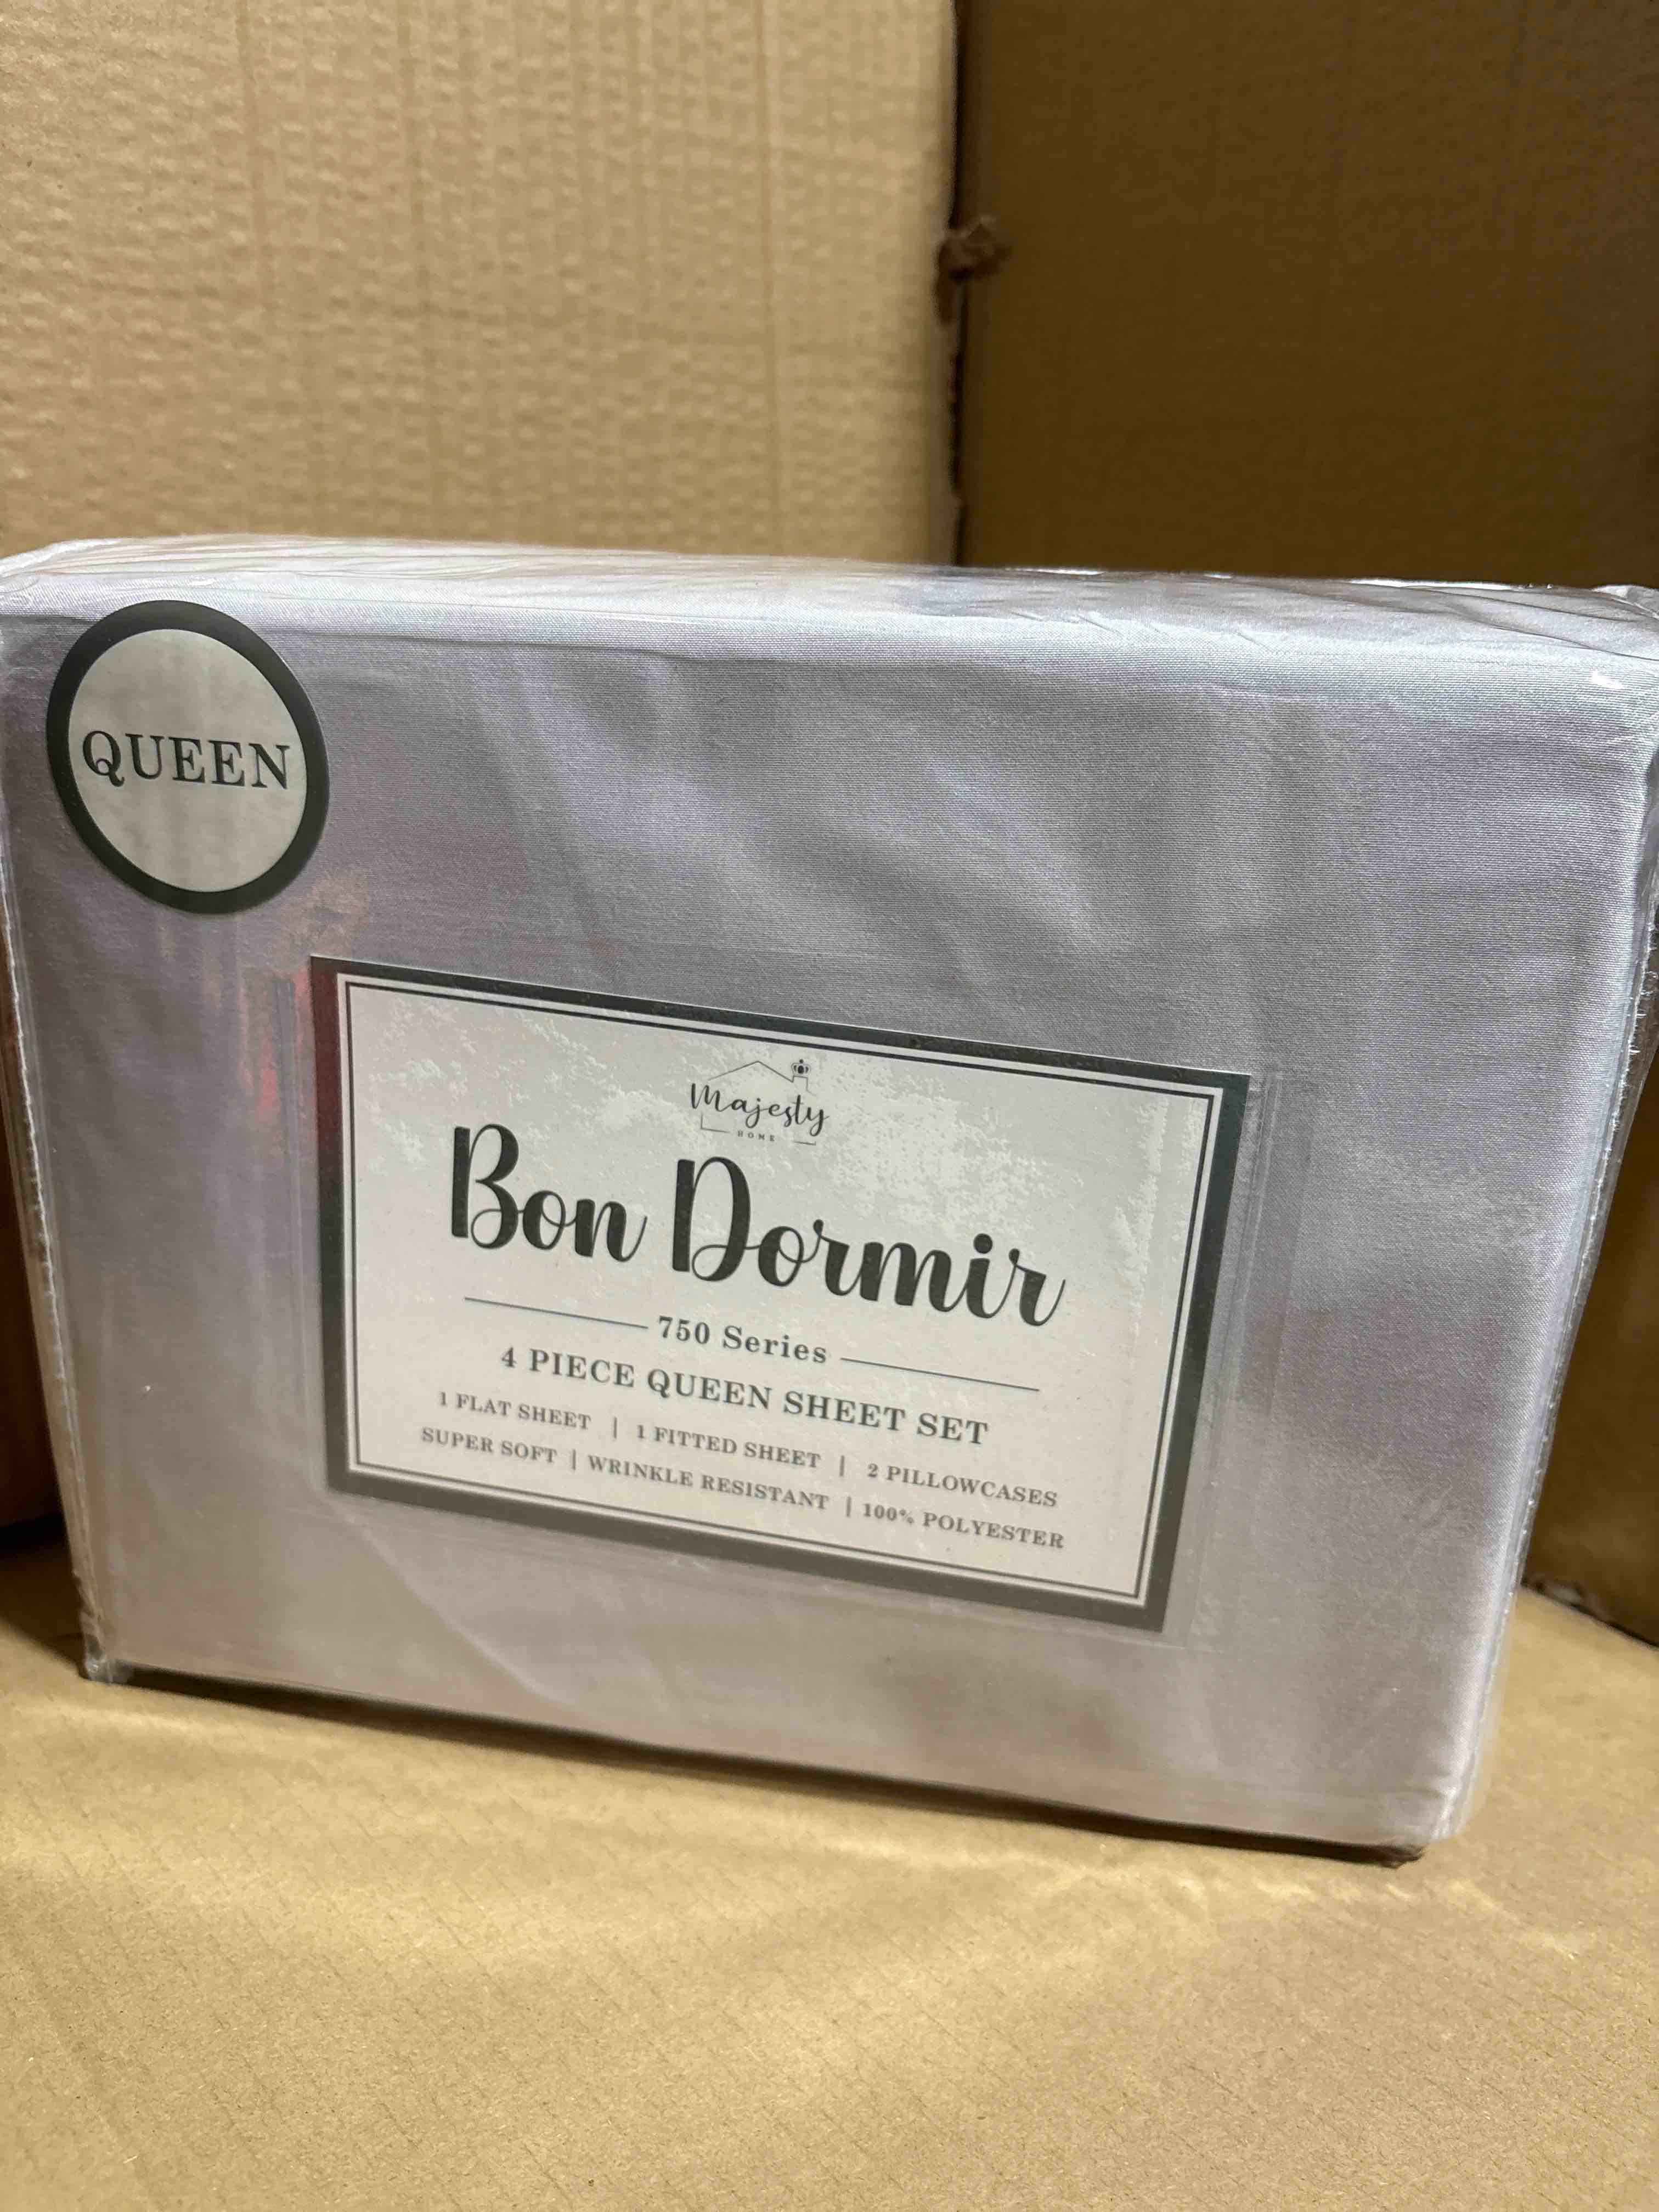 QUEEN
Majesty
HOME
Bon Dormir
750 Series
4 PIECE QUEEN SHEET SET
1 FLAT SHEET | 1 FITTED SHEET | 2 PILLOWCASES
SUPER SOFT | WRINKLE RESISTANT | 100% POLYESTER